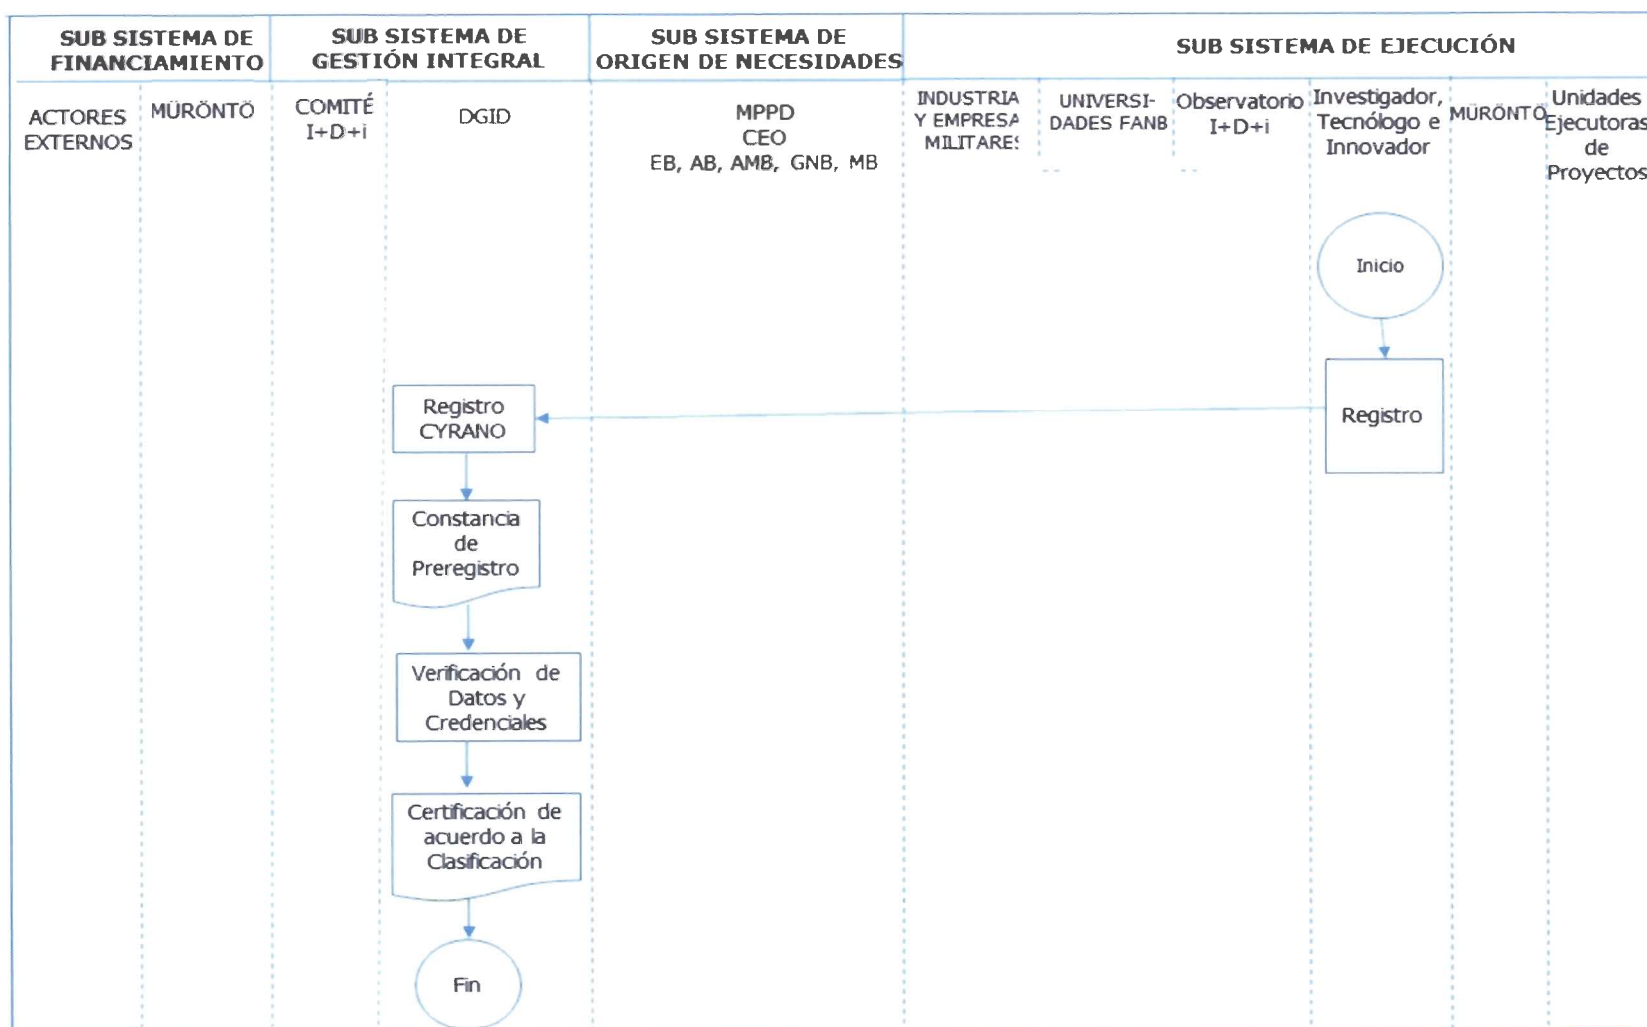 SUB SISTEMA DE
FINANCIAMIENTO
SUB SISTEMA DE
GESTIÓN INTEGRAL
SUB SISTEMA DE
ORIGEN DE NECESIDADES
SUB SISTEMA DE EJECUCIÓN
ACTORES
EXTERNOS
MÜRÖNTÖ
COMITÉ
I+D+i
DGID
MPPD
CEO
EB, AB, AMB, GNB, MB
INDUSTRIA
Y EMPRESA
MILITARES
UNIVERSI-
DADES FANB
Observatorio
I+D+i
Investigador,
Tecnólogo e
Innovador
MÜRÖNTÖ
Unidades
Ejecutoras
de
Proyectos
Inicio
Registro
Registro
CYRANO
Constancia
de
Preregistro
Verificación de
Datos y
Credenciales
Certificación de
acuerdo a la
Clasificación
Fin